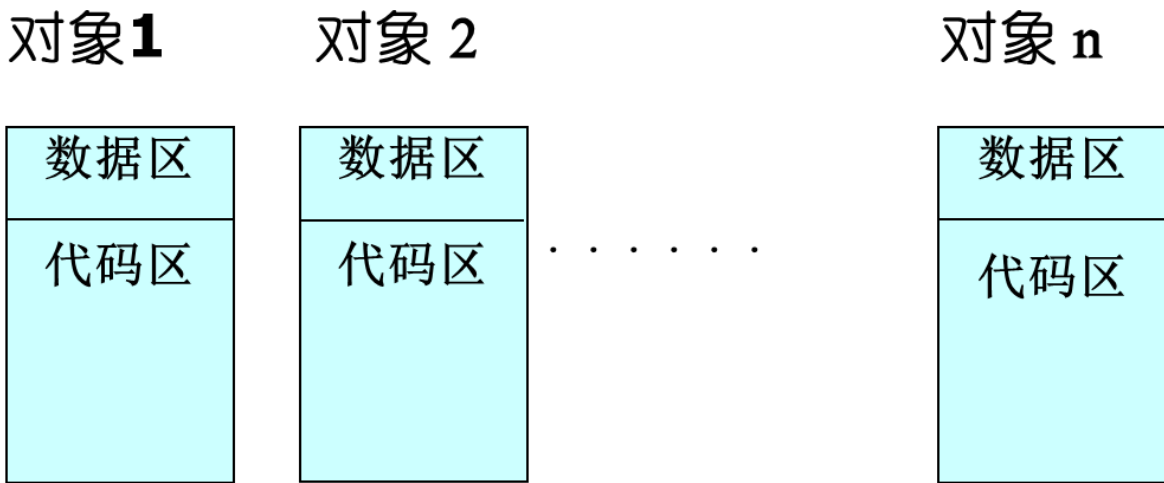 对象1 对象 2 对象 n
数据区 数据区 数据区
代码区 代码区 ...... 代码区